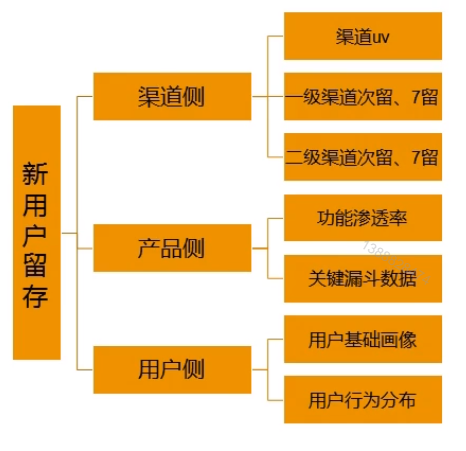 新用户留存
渠道侧
渠道uv
一级渠道次留、7留
二级渠道次留、7留
产品侧
功能渗透率
关键漏斗数据
用户侧
用户基础画像
用户行为分布